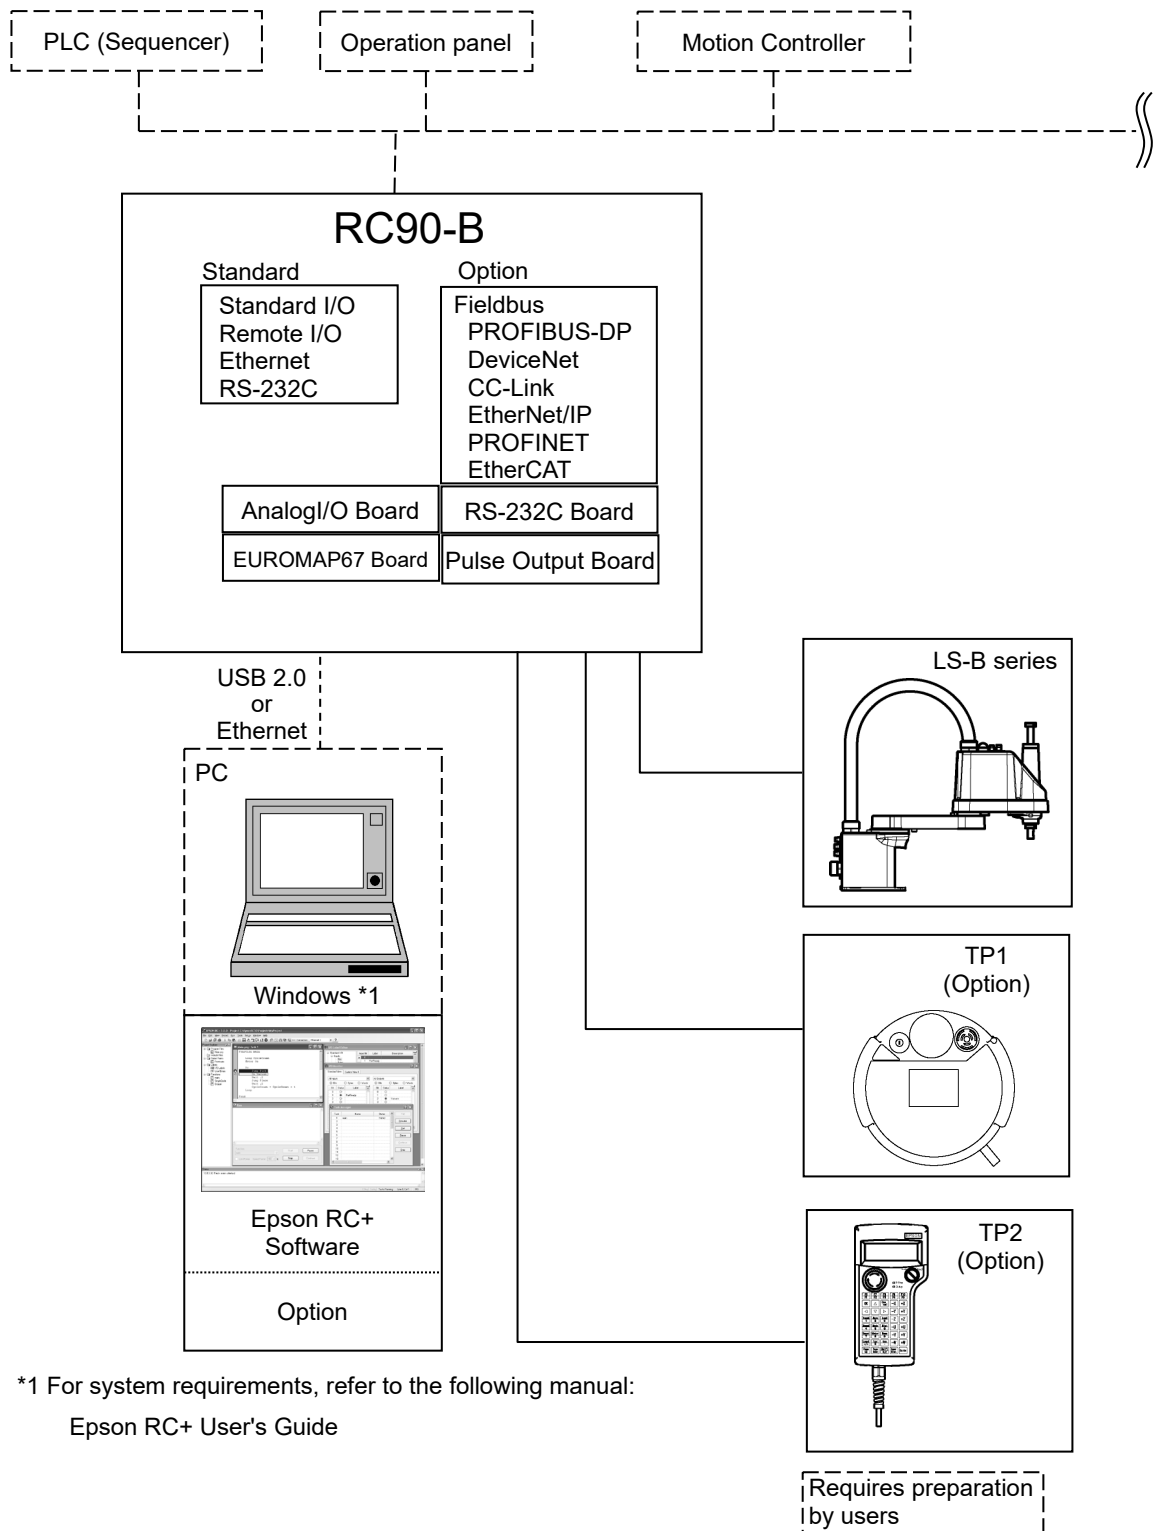 PLC (Sequencer)
Operation panel
Motion Controller
RC90-B
Standard
Standard I/O
Remote I/O
Ethernet
RS-232C
Option
Fieldbus
PROFIBUS-DP
DeviceNet
CC-Link
EtherNet/IP
PROFINET
EtherCAT
AnalogI/O Board
RS-232C Board
EUROMAP67 Board
Pulse Output Board
USB 2.0
or
Ethernet
PC
Windows *1
Epson RC+
Software
Option
LS-B series
TP1
(Option)
TP2
(Option)
*1 For system requirements, refer to the following manual:
Epson RC+ User's Guide
Requires preparation
by users